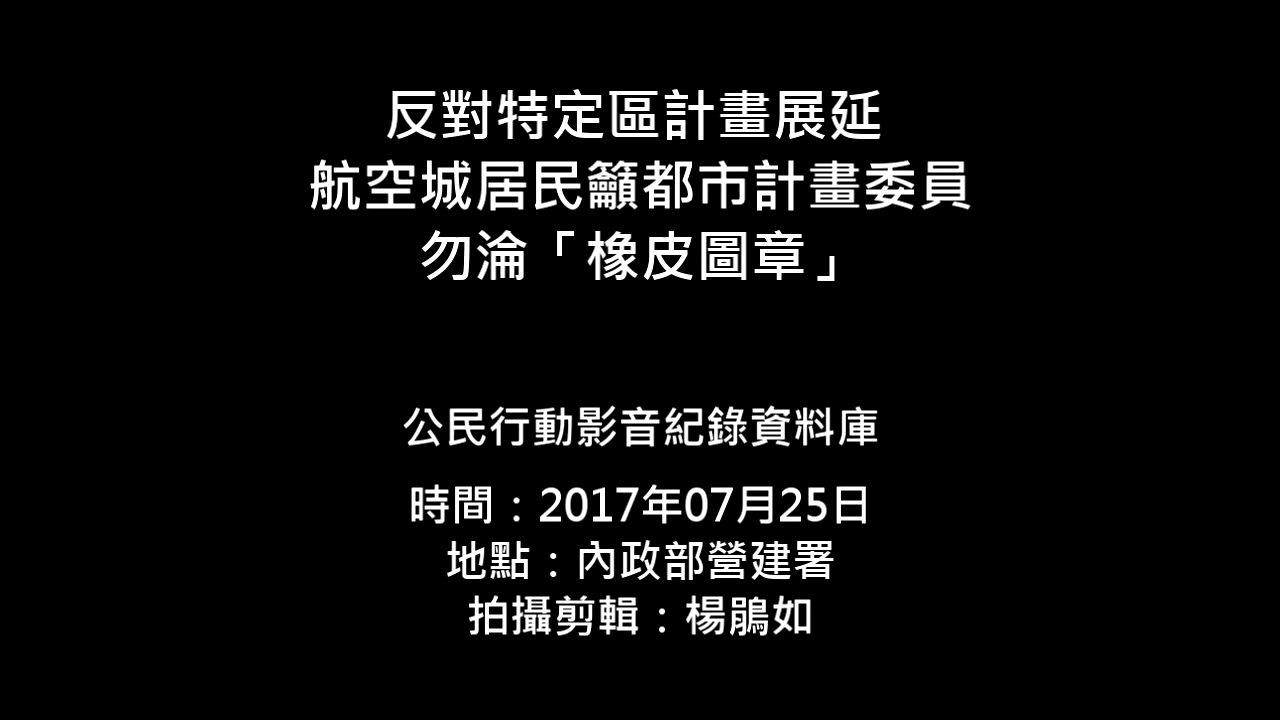 反對特定區計畫展延
航空城居民籲都市計畫委員
勿淪「橡皮圖章」
公民行動影音紀錄資料庫
時間：2017年07月25日
地點：內政部營建署
拍攝剪輯：楊鵑如